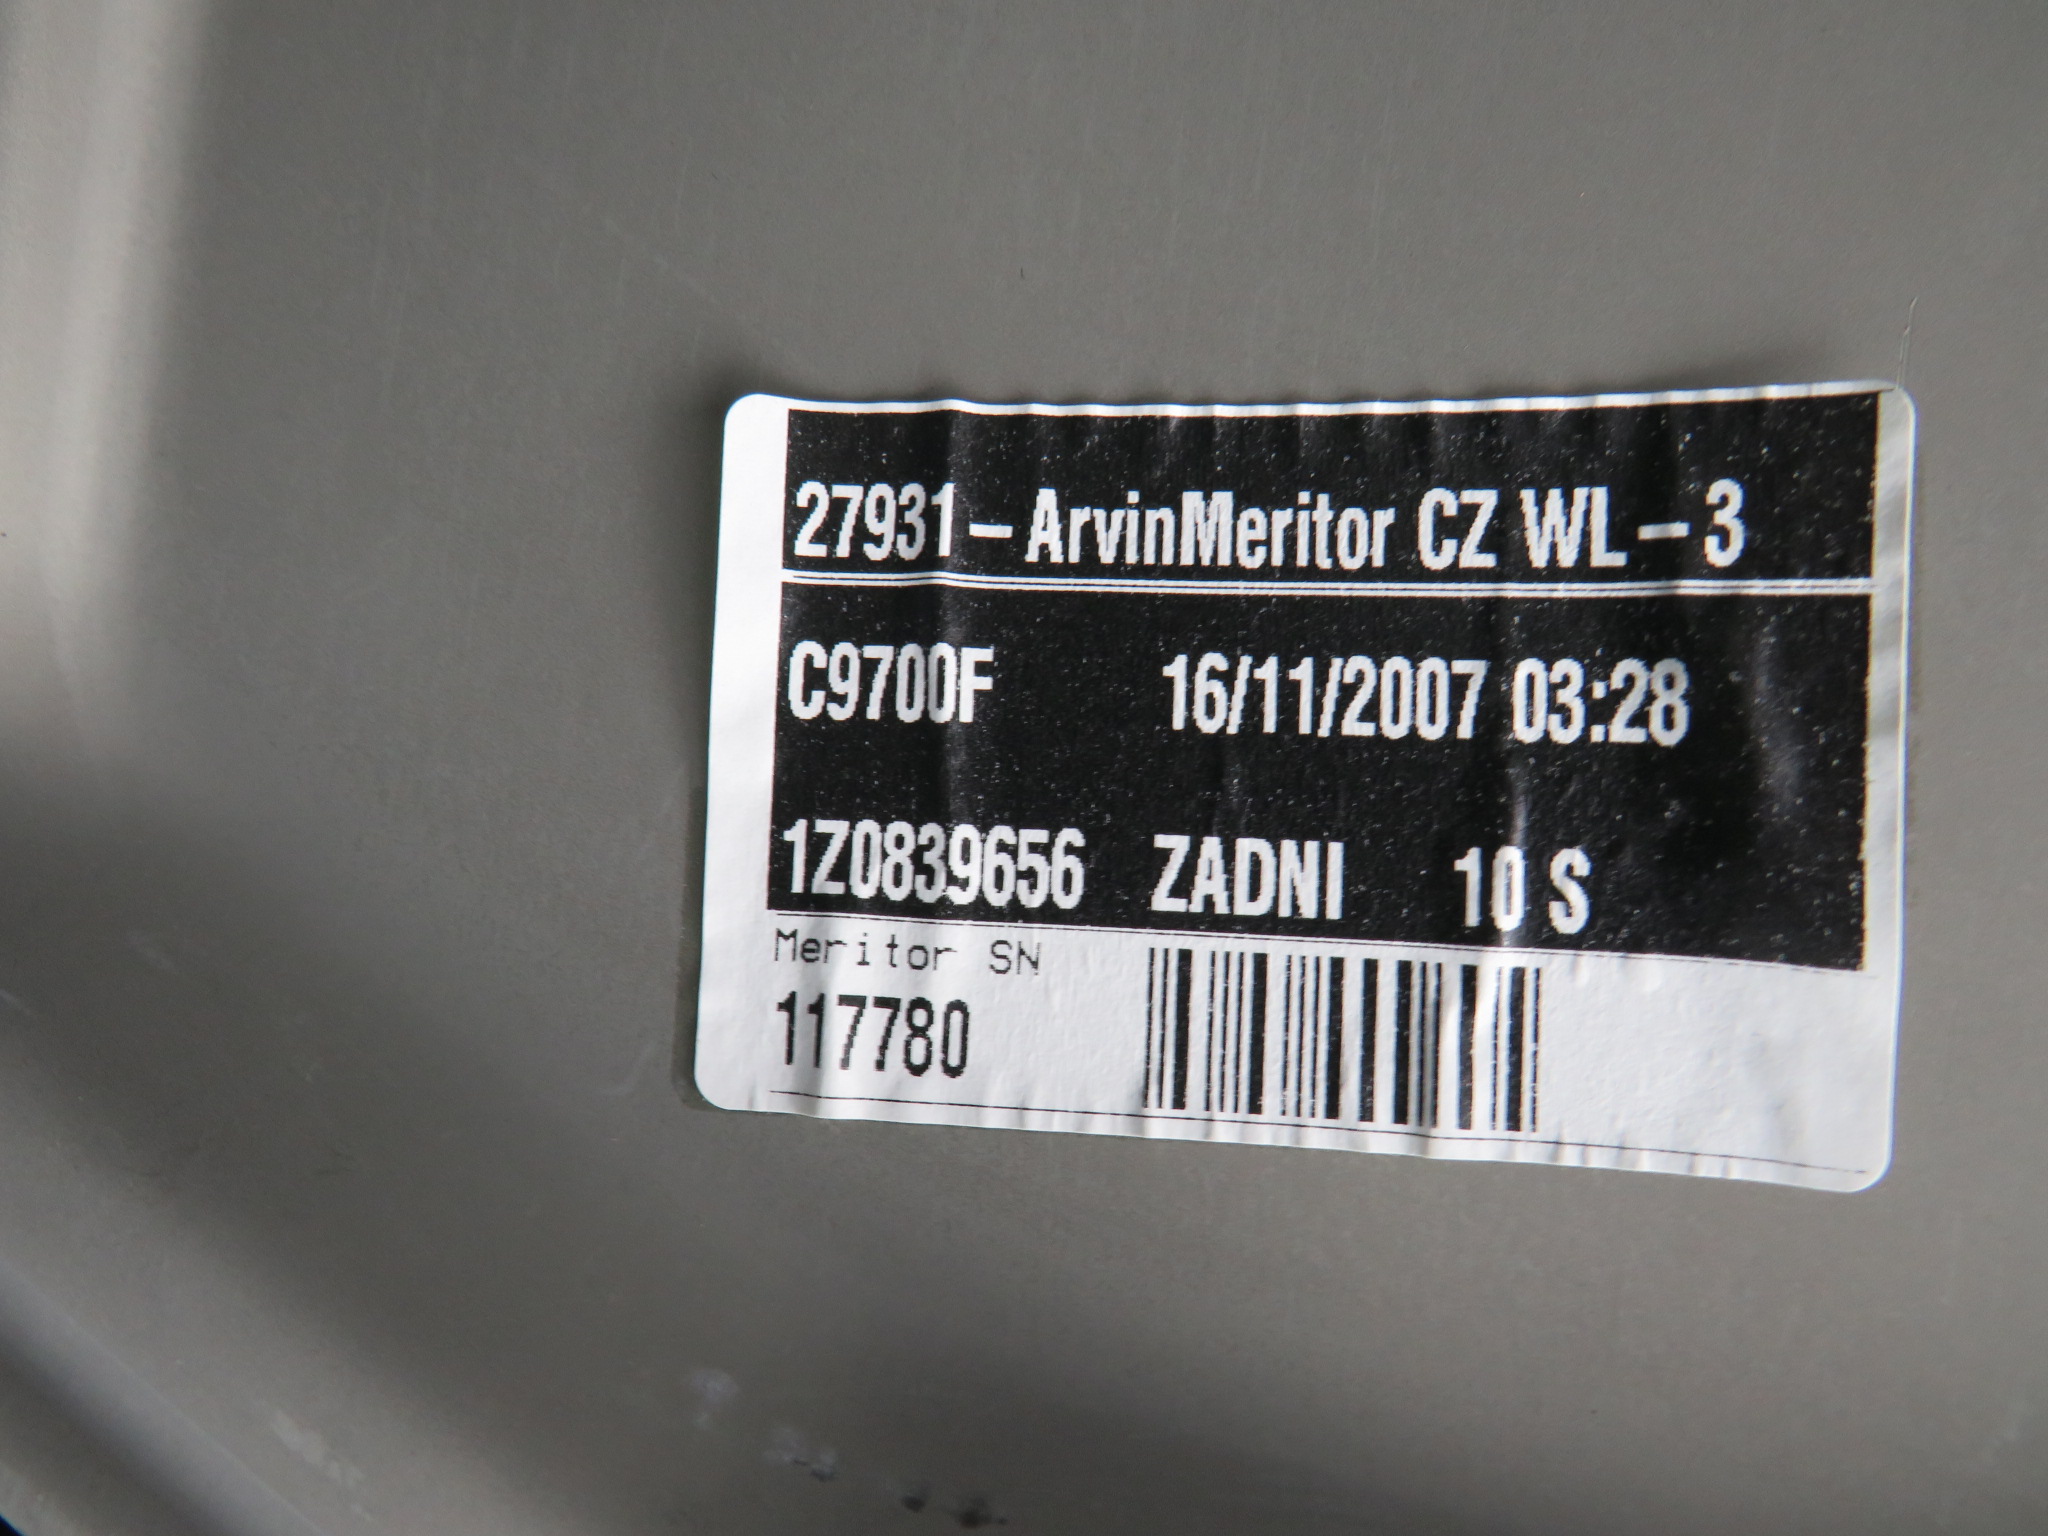 27931 - ArvinMeritor CZ WL - 3
C9700F 16/11/2007 03:28
1Z0839656 ZADNI 10 S
Meritor SN
117780